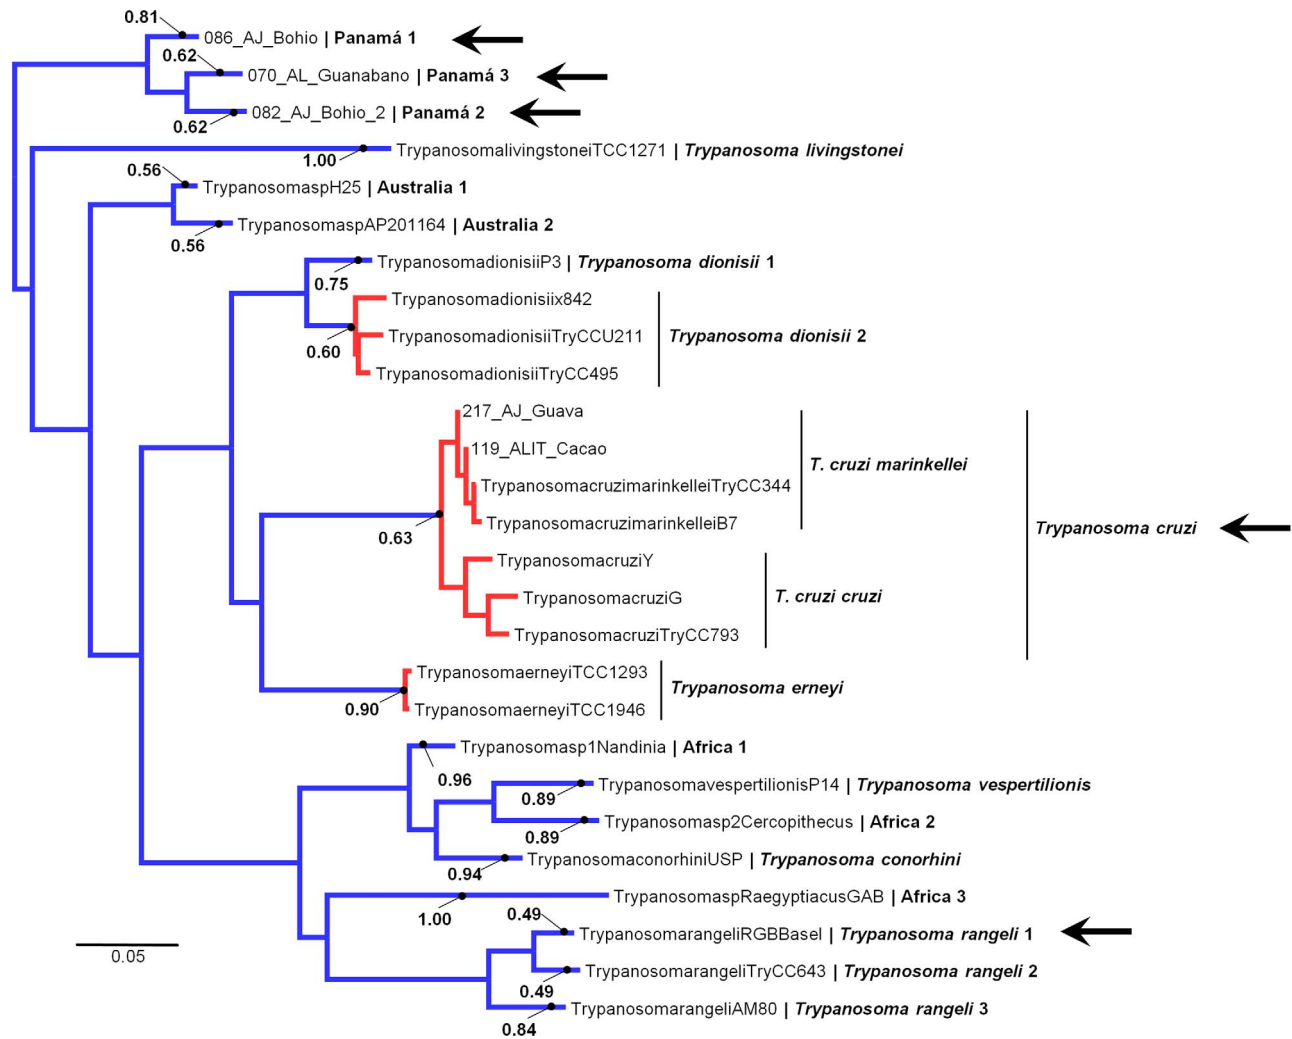 0.81
086_AJ_Bohio | Panamá 1
0.62
070_AL_Guanabano | Panamá 3
082_AJ_Bohio_2 | Panamá 2
0.62
TrypanosomalivingstoneiTCC1271 | Trypanosoma livingstonei
1.00
0.56
TrypanosomaspH25 | Australia 1
TrypanosomaspAP201164 | Australia 2
0.56
TrypanosomadionisiiP3 | Trypanosoma dionisii 1
0.75
Trypanosomadionisiix842
TrypanosomadionisiiTryCCU211
Trypanosoma dionisii 2
0.60
TrypanosomadionisiiTryCC495
217_AJ_Guava
119_ALIT_Cacao
T. cruzi marinkellei
TrypanosomacruzimarinkelleiTryCC344
TrypanosomacruzimarinkelleiB7
Trypanosoma cruzi
0.63
TrypanosomacruziY
TrypanosomacruziG
T. cruzi cruzi
TrypanosomacruziTryCC793
TrypanosomaerneyiTCC1293
Trypanosoma erneyi
0.90
TrypanosomaerneyiTCC1946
Trypanosomasp1Nandinia | Africa 1
0.96
TrypanosomavespertilionisP14 | Trypanosoma vespertilionis
0.89
Trypanosomasp2Cercopithecus | Africa 2
0.89
TrypanosomaconorhiniUSP | Trypanosoma conorhini
0.94
TrypanosomaspRaegyptiacusGAB | Africa 3
1.00
0.49
TrypanosomarangeliRGBBasel | Trypanosoma rangeli 1
0.05
TrypanosomarangeliTryCC643 | Trypanosoma rangeli 2
0.49
TrypanosomarangeliAM80 | Trypanosoma rangeli 3
0.84